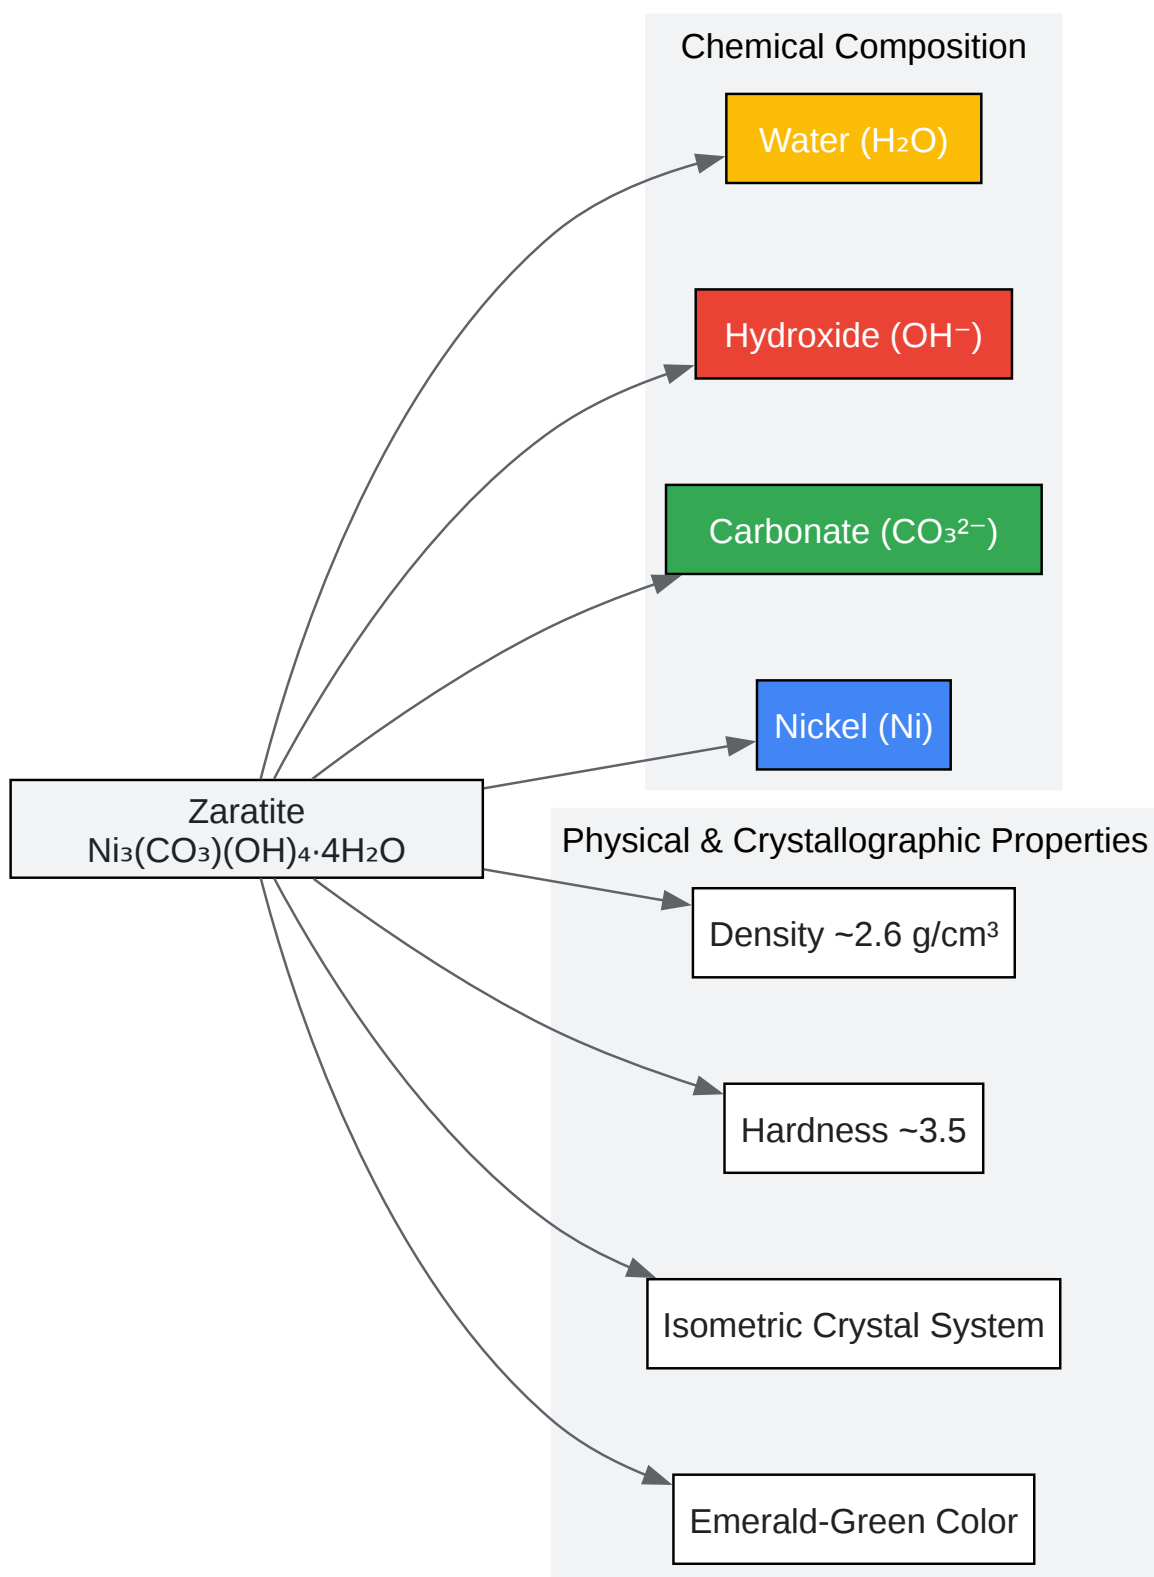 Chemical Composition
Water (H₂O)
Hydroxide (OH⁻)
Carbonate (CO₃²⁻)
Nickel (Ni)
Zaratite
Ni₃(CO₃)(OH)₄·4H₂O
Physical & Crystallographic Properties
Density ~2.6 g/cm³
Hardness ~3.5
Isometric Crystal System
Emerald-Green Color